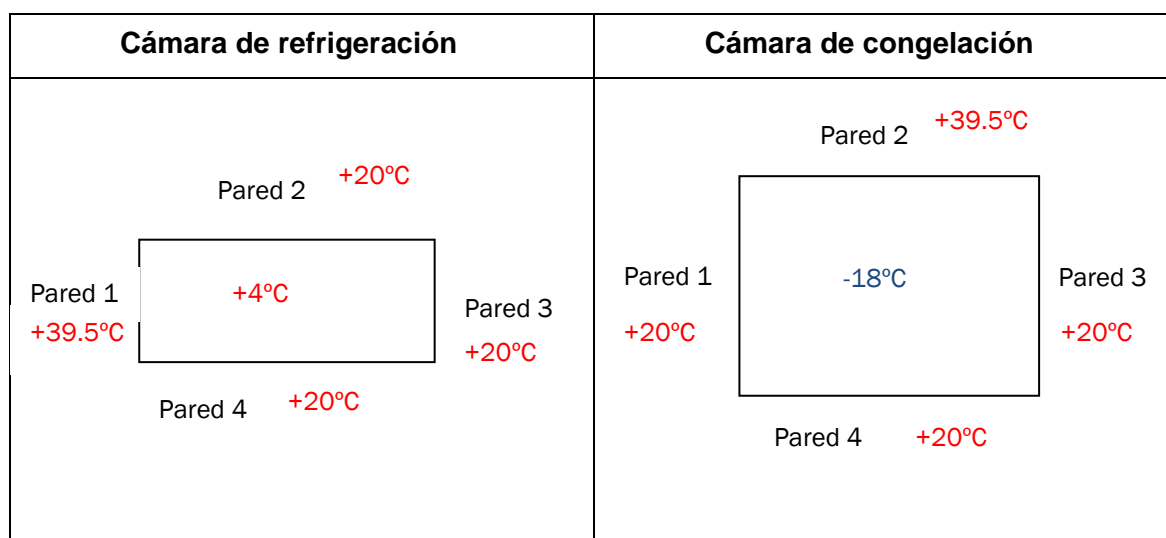 Cámara de refrigeración
Cámara de congelación
Pared 2 +20ºC
Pared 1
+39.5ºC
+4ºC
Pared 3
+20ºC
Pared 4 +20ºC
Pared 2 +39.5ºC
Pared 1
+20ºC
-18ºC
Pared 3
+20ºC
Pared 4 +20ºC